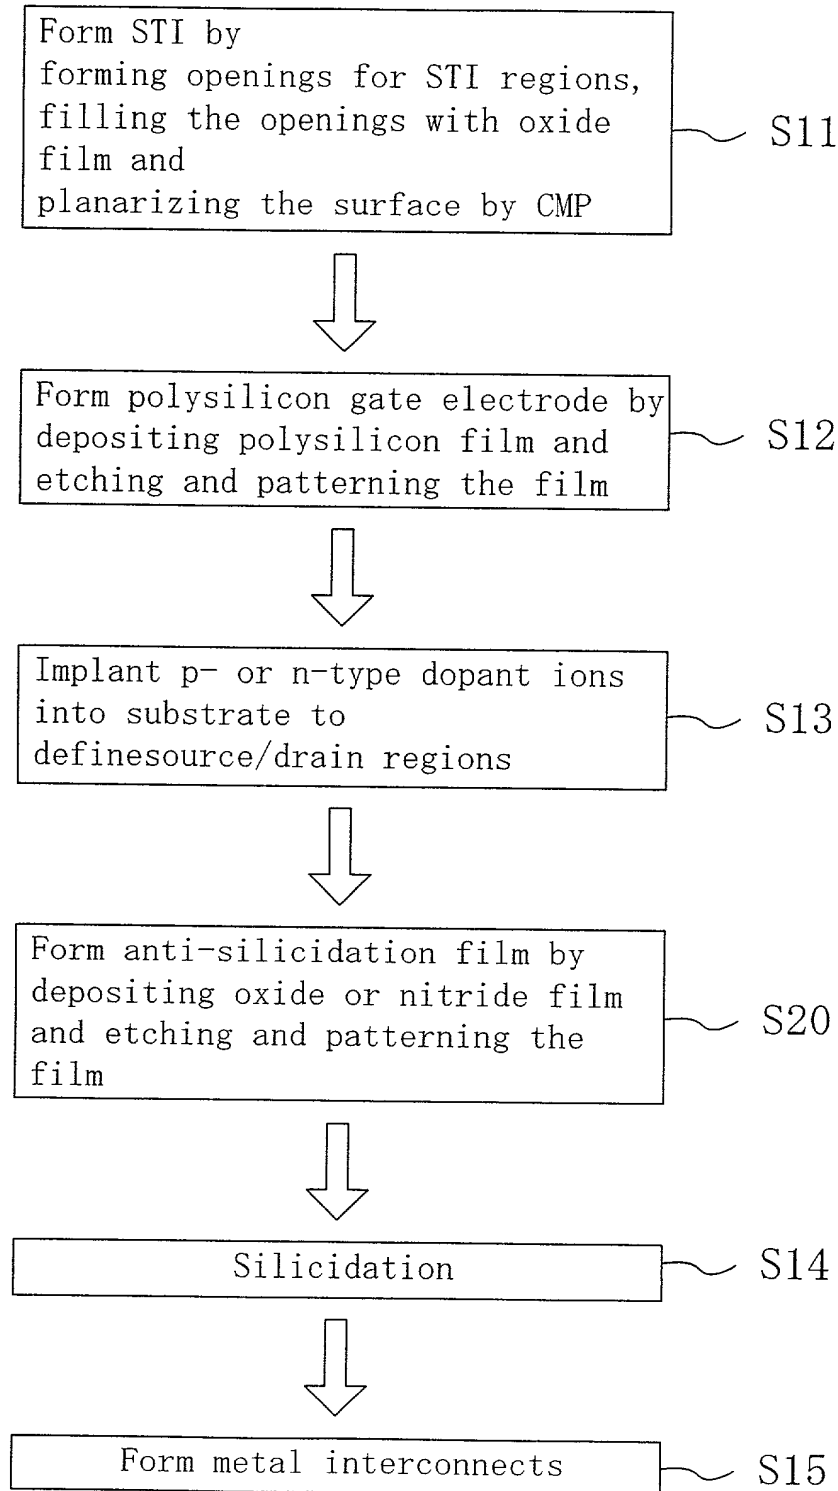 Form STI by
forming openings for STI regions,
filling the openings with oxide
film and
planarizing the surface by CMP
S11
Form polysilicon gate electrode by
depositing polysilicon film and
etching and patterning the film
S12
Implant p- or n-type dopant ions
into substrate to
definesource/drain regions
S13
Form anti-silicidation film by
depositing oxide or nitride film
and etching and patterning the
film
S20
Silicidation
S14
Form metal interconnects
S15